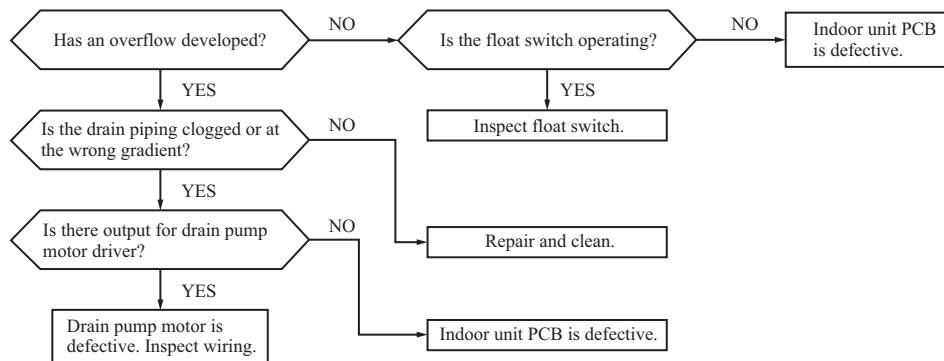 Has an overflow developed?
NO
Is the float switch operating?
NO
Indoor unit PCB
is defective.
YES
YES
Is the drain piping clogged or at
the wrong gradient?
NO
Inspect float switch.
YES
Is there output for drain pump
motor driver?
NO
Repair and clean.
YES
Drain pump motor is
defective. Inspect wiring.
Indoor unit PCB is defective.